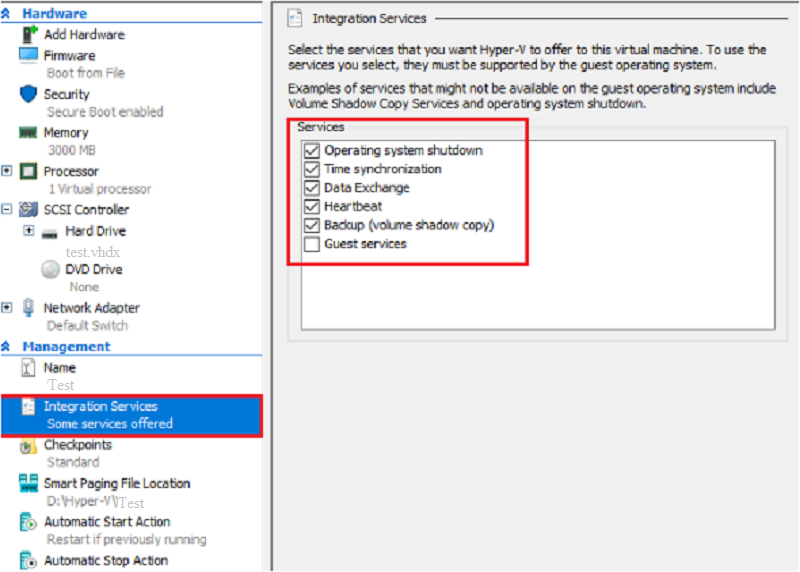 Hardware
Add Hardware
Firmware
Boot from File
Security
Secure Boot enabled
Memory
3000 MB
Processor
1 Virtual processor
SCSI Controller
Hard Drive
test.vhdx
DVD Drive
None
Network Adapter
Default Switch
Management
Name
Test
Integration Services
Some services offered
Checkpoints
Standard
Smart Paging File Location
D:\Hyper-V\Test
Automatic Start Action
Restart if previously running
Automatic Stop Action
Integration Services
Select the services that you want Hyper-V to offer to this virtual machine. To use the
services you select, they must be supported by the guest operating system.
Examples of services that might not be available on the guest operating system include
Volume Shadow Copy Services and operating system shutdown.
Services
Operating system shutdown
Time synchronization
Data Exchange
Heartbeat
Backup (volume shadow copy)
Guest services